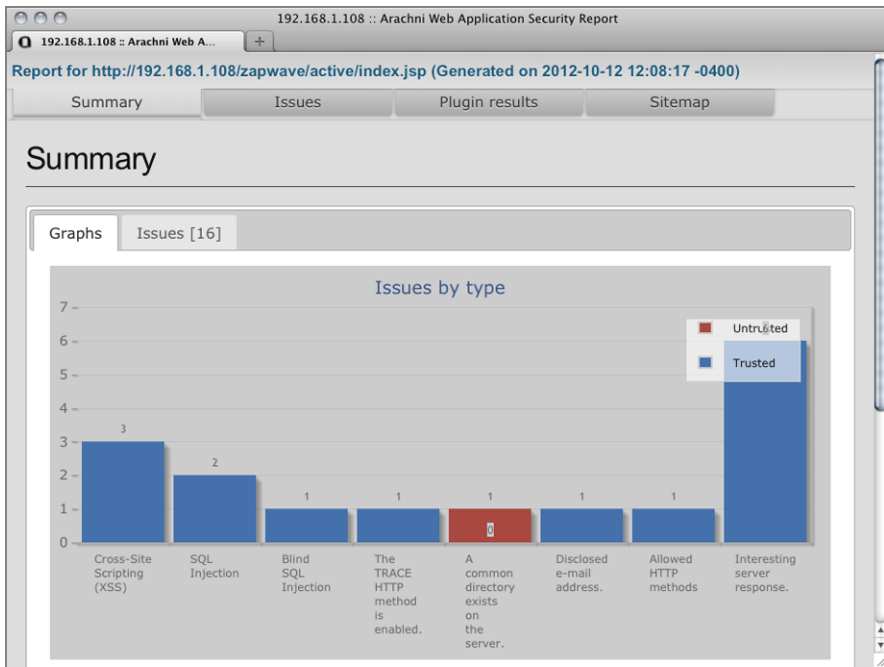 192.168.1.108 :: Arachni Web Application Security Report
192.168.1.108 :: Arachni Web A...
+
Report for http://192.168.1.108/zapwave/active/index.jsp (Generated on 2012-10-12 12:08:17 -0400)
Summary Issues Plugin results Sitemap
Summary
Graphs Issues [16]
Issues by type
7
6
5
4
3
2
1
0
Untrusted
6
Trusted
3
2
1
1
1
0
1
1
Cross-Site
Scripting
(XSS)
SQL
Injection
Blind
SQL
Injection
The
TRACE
HTTP
method
is
enabled.
A
common
directory
exists
on
the
server.
Disclosed
e-mail
address.
Allowed
HTTP
methods
Interesting
server
response.